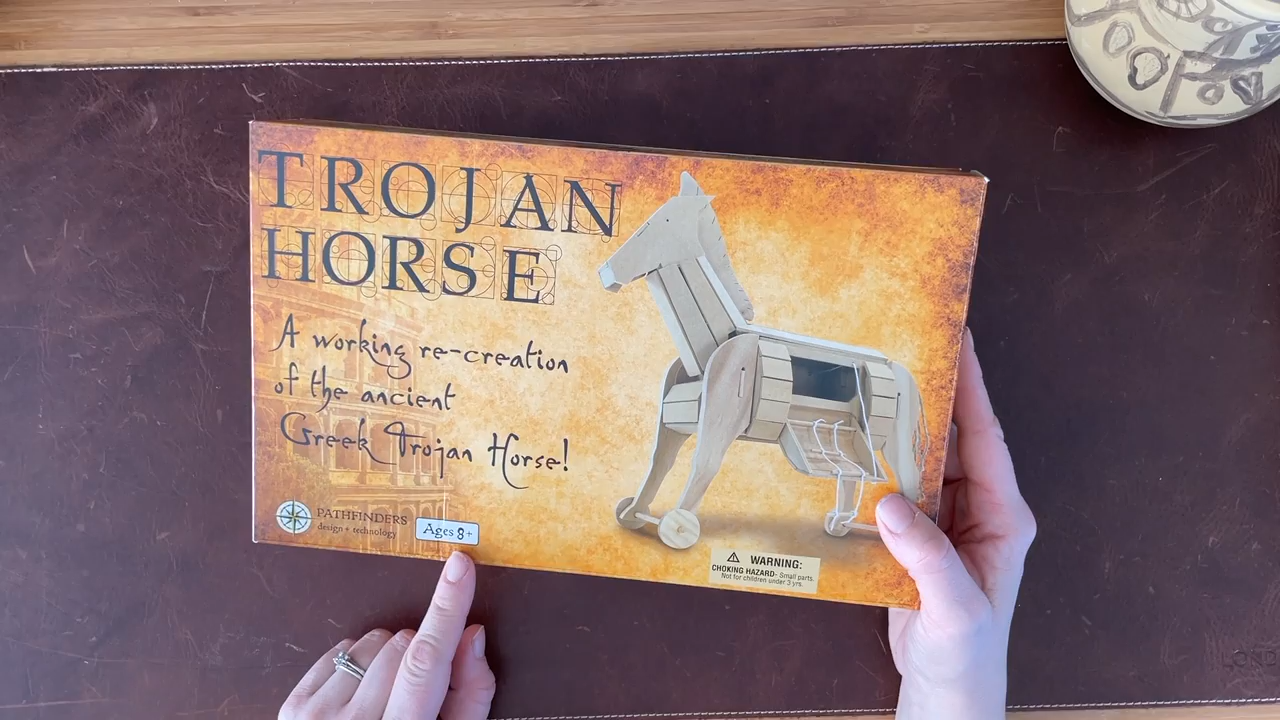 TROJAN
HORSE
A working re-creation
of the ancient
Greek Trojan Horse!
PATHFINDERS
design + technology
Ages 8+
WARNING:
CHOKING HAZARD- Small parts.
Not for children under 3 yrs.